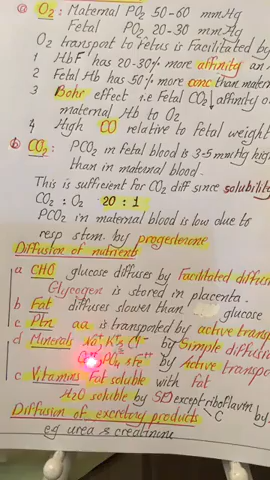 ⓐ O2: Maternal PO2 50-60 mmHg
Fetal PO2 20-30 mmHg
O2 transport to fetus is Facilitated by
1 HbF has 20-30% more affinity an
2 Fetal Hb has 50% more conc than mater
3 Bohr effect i.e Fetal CO2 ↓ affinity o
maternal Hb to O2
4 High CO relative to fetal weight
ⓑ CO2: PCO2 in fetal blood is 3-5 mmHg high
than in maternal blood.
This is sufficient for CO2 diff since solubilit
CO2 : O2 20 : 1
PCO2 in maternal blood is low due to
resp stem. by progesterone
Diffusion of nutrients
a CHO glucose diffuses by Facilitated diffus
Glycogen is stored in placenta.
b Fat diffuses slower than glucose
c Ptn aa is transported by active transp
d Minerals Na+, K+ & Cl- by Simple diffusi
PO4 & Fe++ by Active transpo
Vitamins Fat soluble with fat
H2O soluble by SD except riboflavin by
C
Diffusion of excretory products
eg urea & creatinine